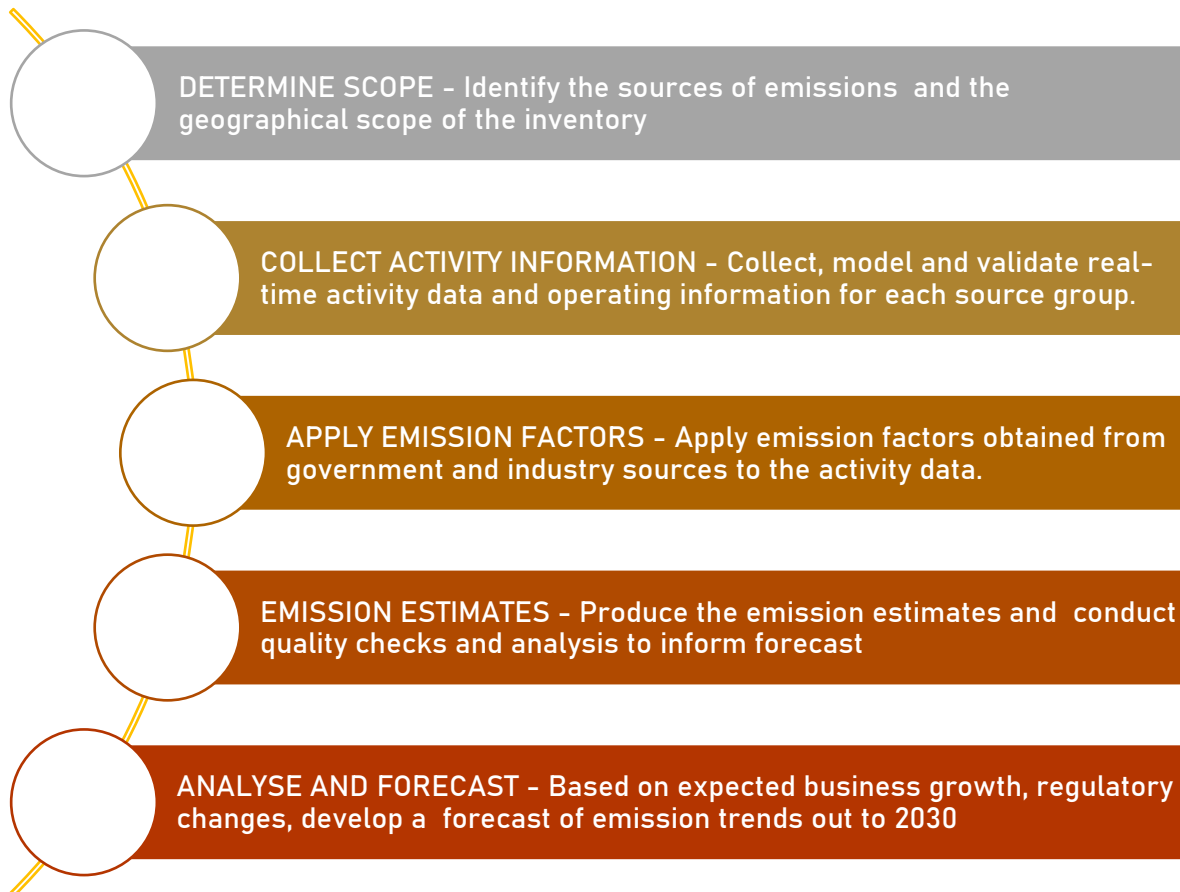 DETERMINE SCOPE - Identify the sources of emissions  and the
geographical scope of the inventory
COLLECT ACTIVITY INFORMATION - Collect, model and validate real-
time activity data and operating information for each source group.
APPLY EMISSION FACTORS - Apply emission factors obtained from
government and industry sources to the activity data.
EMISSION ESTIMATES - Produce the emission estimates and  conduct
quality checks and analysis to inform forecast
ANALYSE AND FORECAST - Based on expected business growth, regulatory
changes, develop a  forecast of emission trends out to 2030